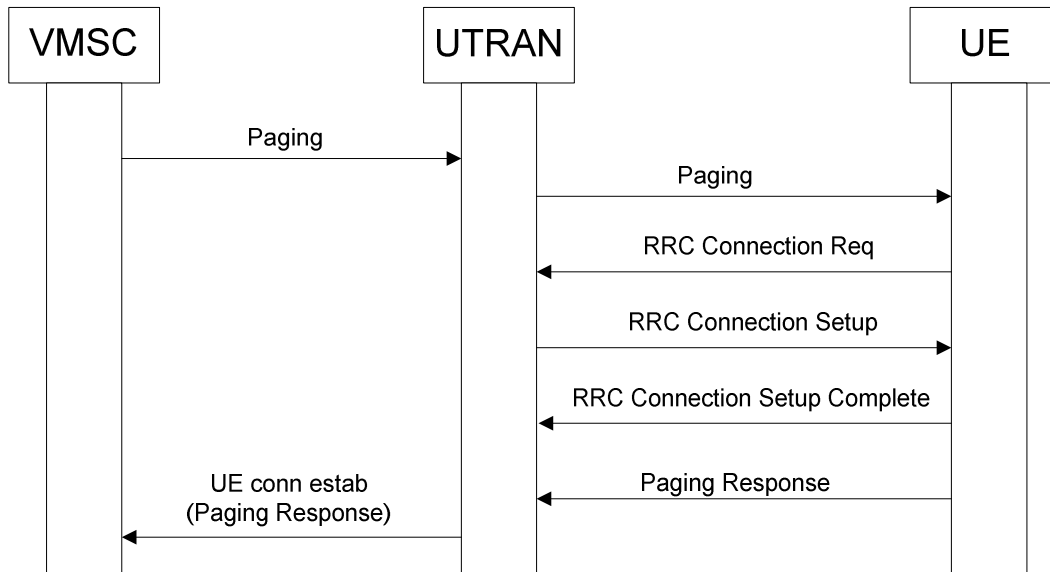 VMSC
UTRAN
UE
Paging
Paging
RRC Connection Req
RRC Connection Setup
RRC Connection Setup Complete
Paging Response
UE conn estab
(Paging Response)